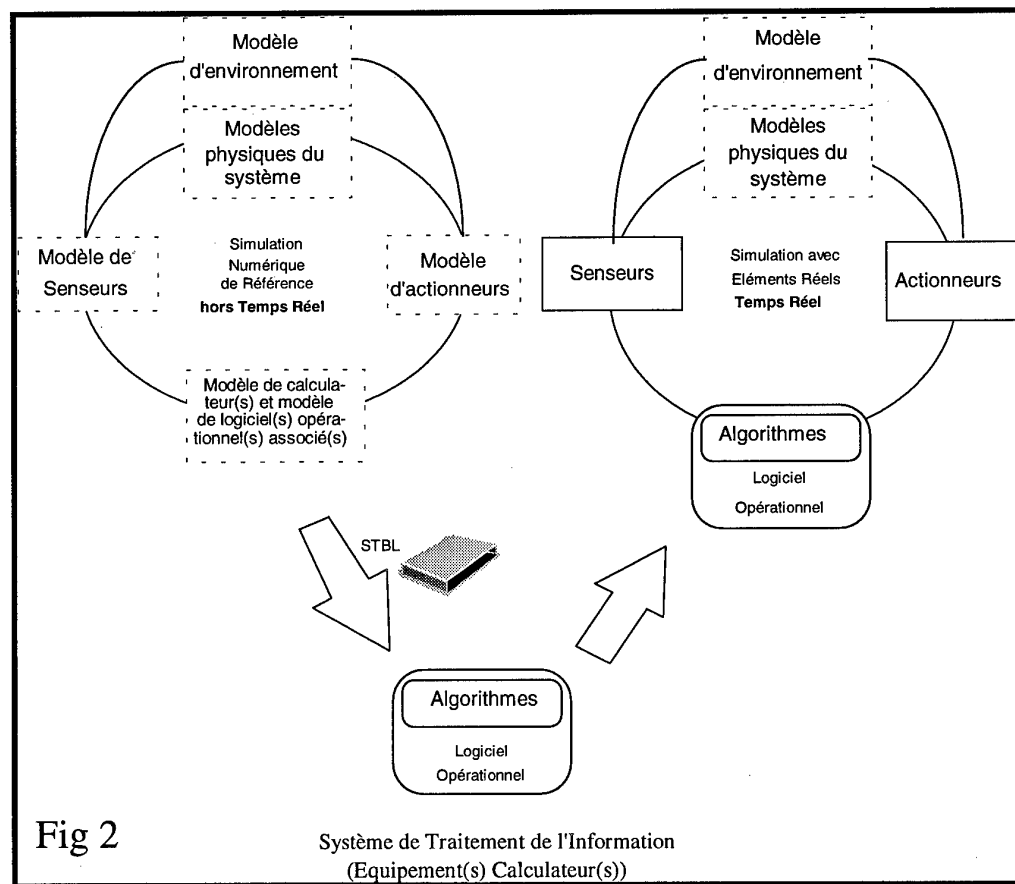 Modèle
d'environnement
Modèles
physiques du
système
Modèle de
Senseurs
Simulation
Numérique
de Référence
hors Temps Réel
Modèle
d'actionneurs
Modèle de calcula-
teur(s) et modèle
de logiciel(s) opéra-
tionnel(s) associé(s)
Modèle
d'environnement
Modèles
physiques du
système
Senseurs
Simulation avec
Eléments Réels
Temps Réel
Actionneurs
Algorithmes
Logiciel
Opérationnel
STBL
Algorithmes
Logiciel
Opérationnel
Fig 2
Système de Traitement de l'Information
(Equipement(s) Calculateur(s))